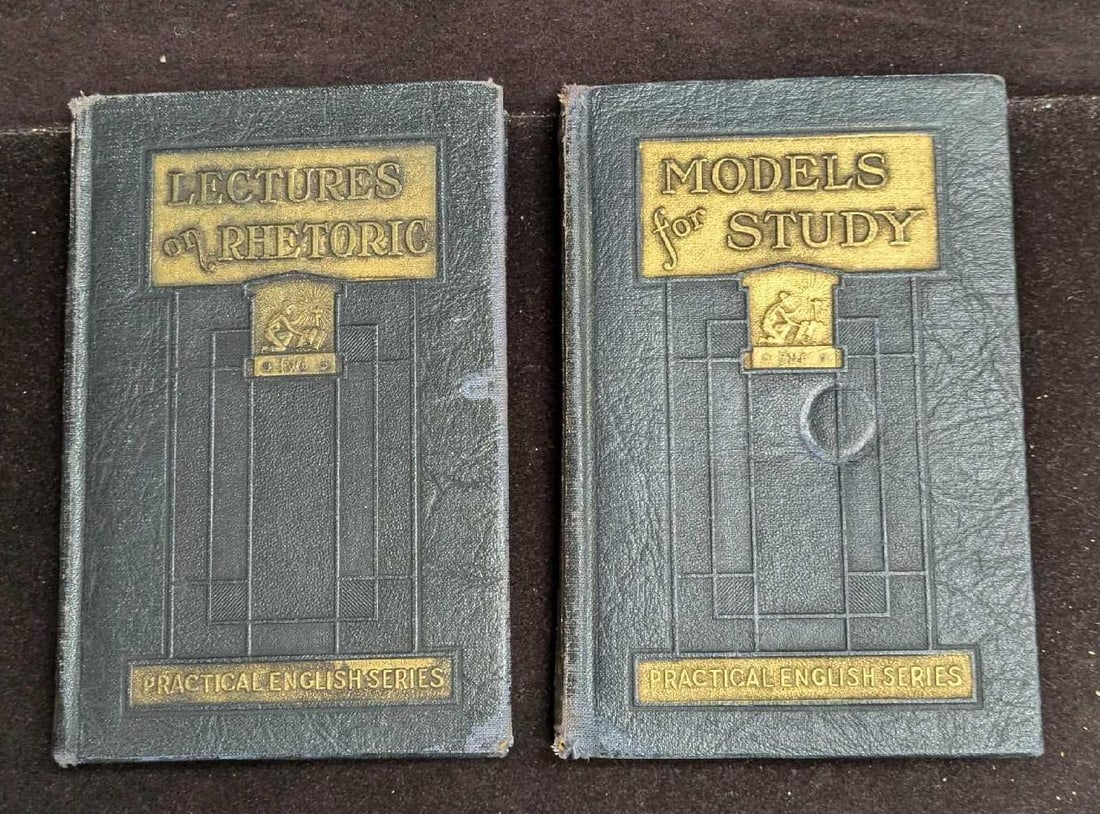 LECTURES
on RHETORIC
PRACTICAL ENGLISH SERIES
MODELS
for STUDY
PRACTICAL ENGLISH SERIES